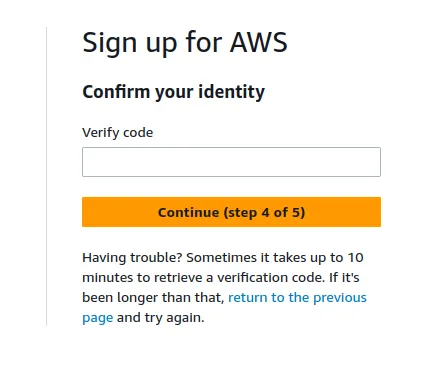 Sign up for AWS
Confirm your identity
Verify code
Continue (step 4 of 5)
Having trouble? Sometimes it takes up to 10
minutes to retrieve a verification code. If it's
been longer than that, return to the previous
page and try again.